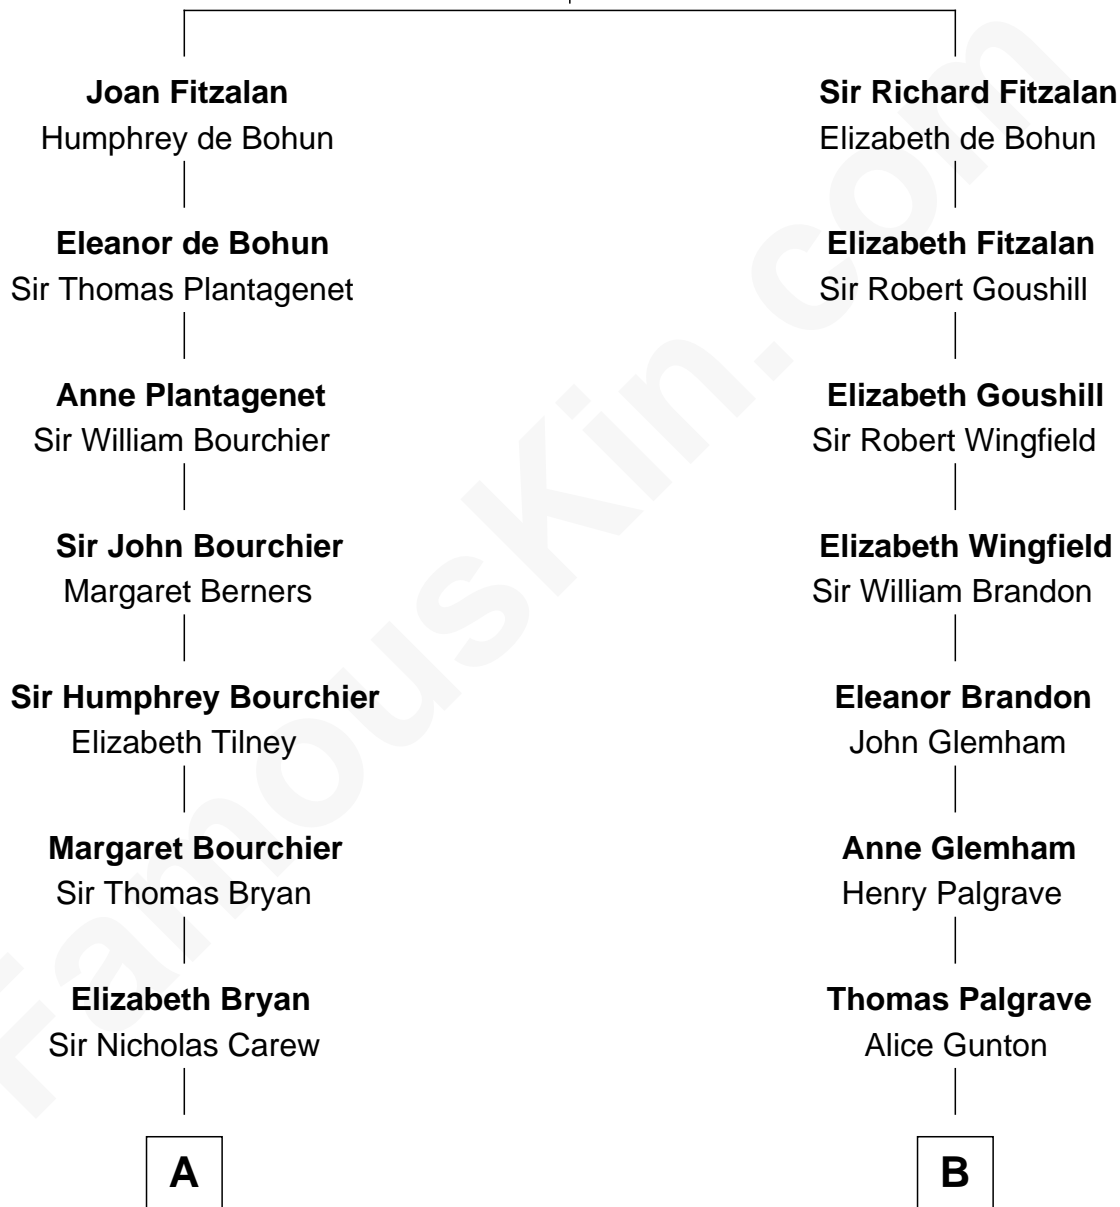 Joan Fitzalan
Humphrey de Bohun
Eleanor de Bohun
Sir Thomas Plantagenet
Anne Plantagenet
Sir William Bourchier
Sir John Bourchier
Margaret Berners
Sir Humphrey Bourchier
Elizabeth Tilney
Margaret Bourchier
Sir Thomas Bryan
Elizabeth Bryan
Sir Nicholas Carew
A
Sir Richard Fitzalan
Elizabeth de Bohun
Elizabeth Fitzalan
Sir Robert Goushill
Elizabeth Goushill
Sir Robert Wingfield
Elizabeth Wingfield
Sir William Brandon
Eleanor Brandon
John Glemham
Anne Glemham
Henry Palgrave
Thomas Palgrave
Alice Gunton
B
FamousKin.com